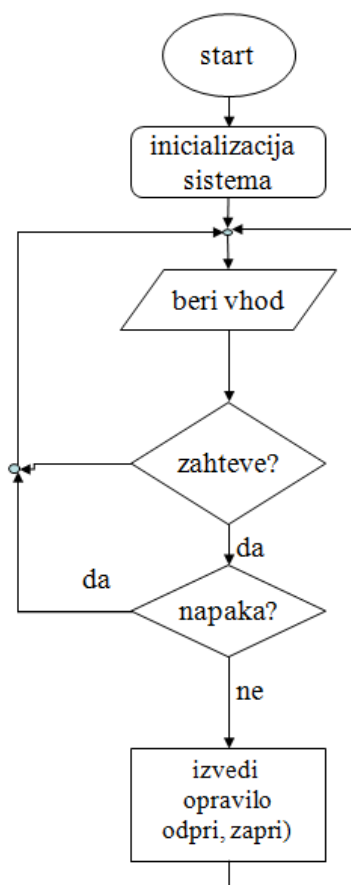 start
inicializacija
sistema
beri vhod
zahteve?
da
da
napaka?
ne
izvedi
opravilo
odpri, zapri)